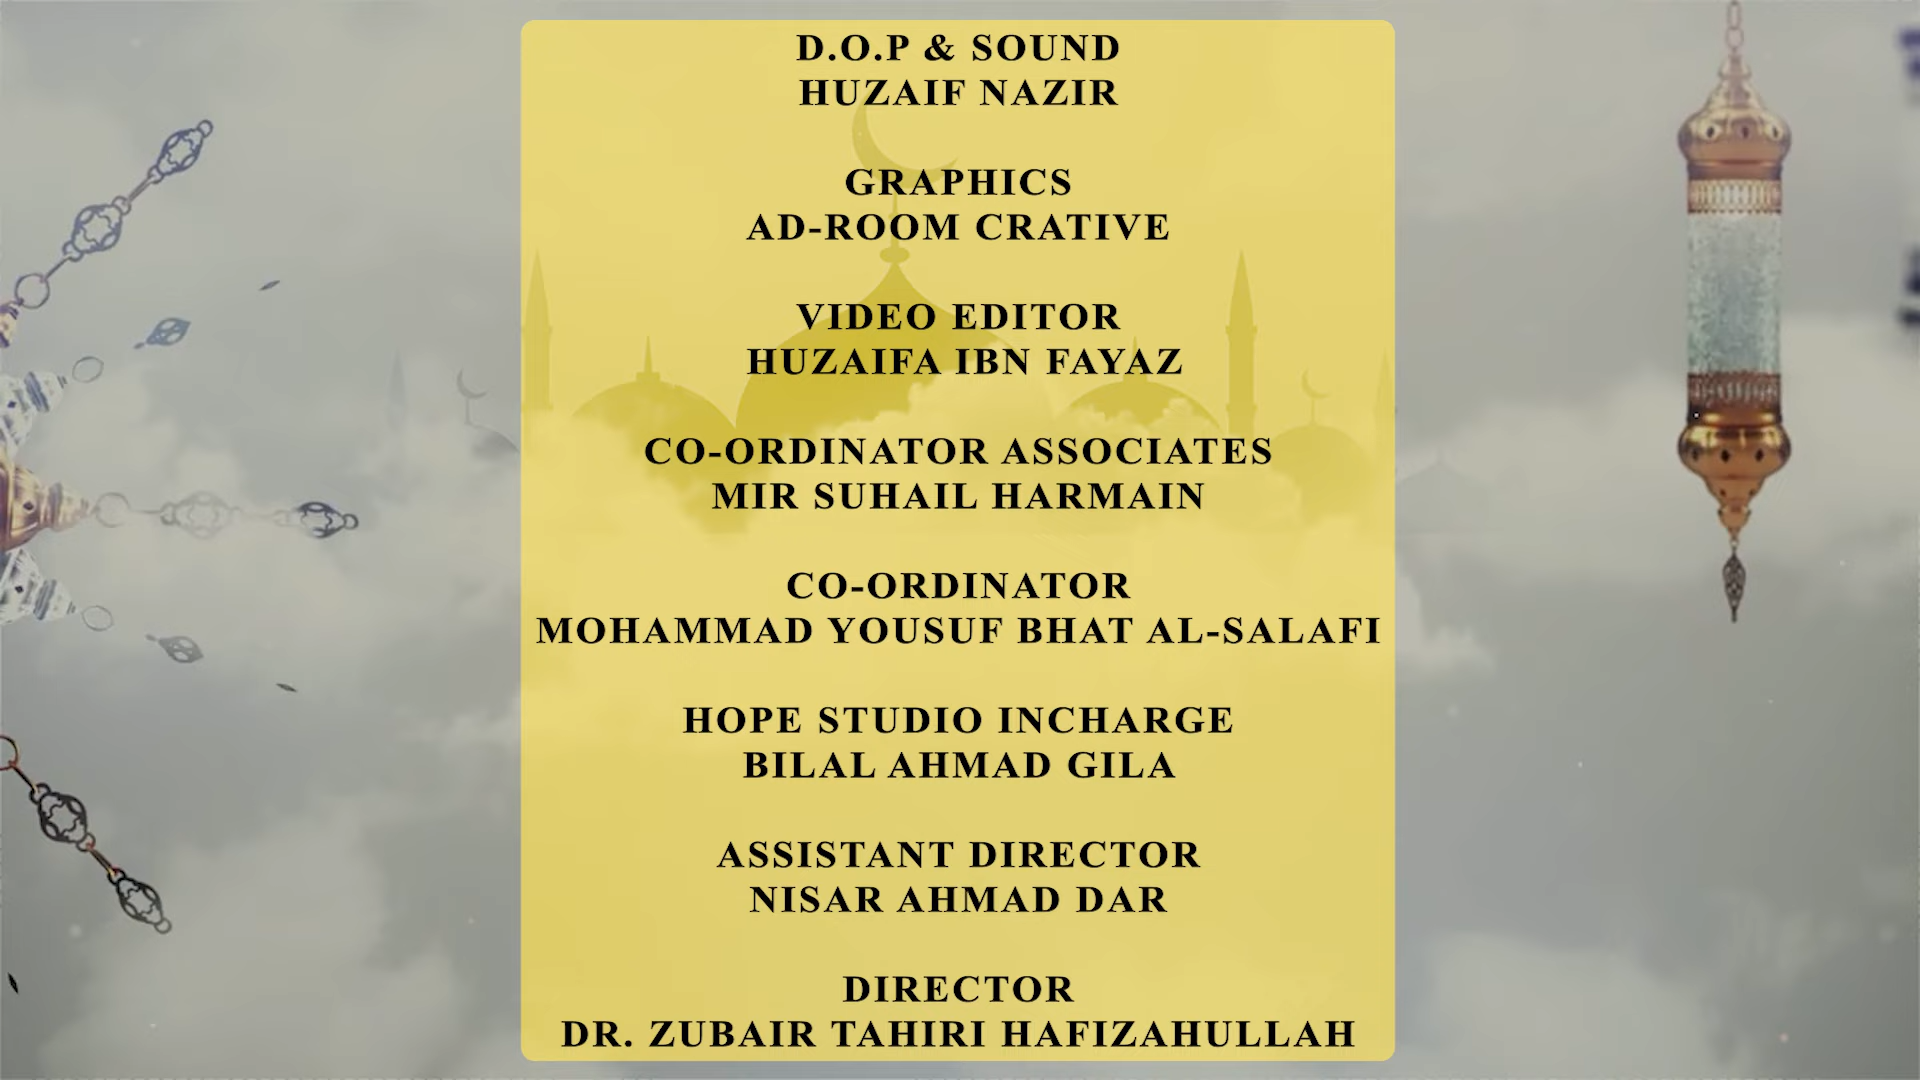 D.O.P & SOUND
HUZAIF NAZIR
GRAPHICS
AD-ROOM CRATIVE
VIDEO EDITOR
HUZAIFA IBN FAYAZ
CO-ORDINATOR ASSOCIATES
MIR SUHAIL HARMAIN
CO-ORDINATOR
MOHAMMAD YOUSUF BHAT AL-SALAFI
HOPE STUDIO INCHARGE
BILAL AHMAD GILA
ASSISTANT DIRECTOR
NISAR AHMAD DAR
DIRECTOR
DR. ZUBAIR TAHIRI HAFIZAHULLAH